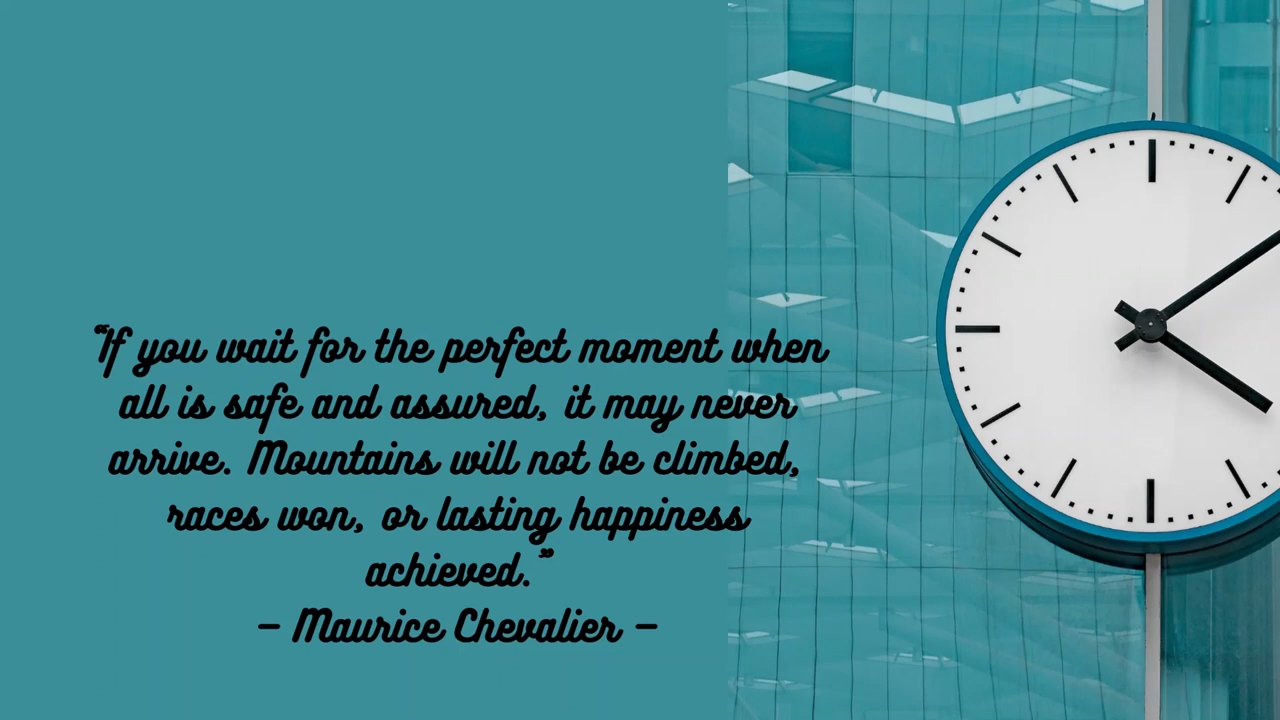 “If you wait for the perfect moment when
all is safe and assured, it may never
arrive. Mountains will not be climbed,
races won, or lasting happiness
achieved.”
– Maurice Chevalier –